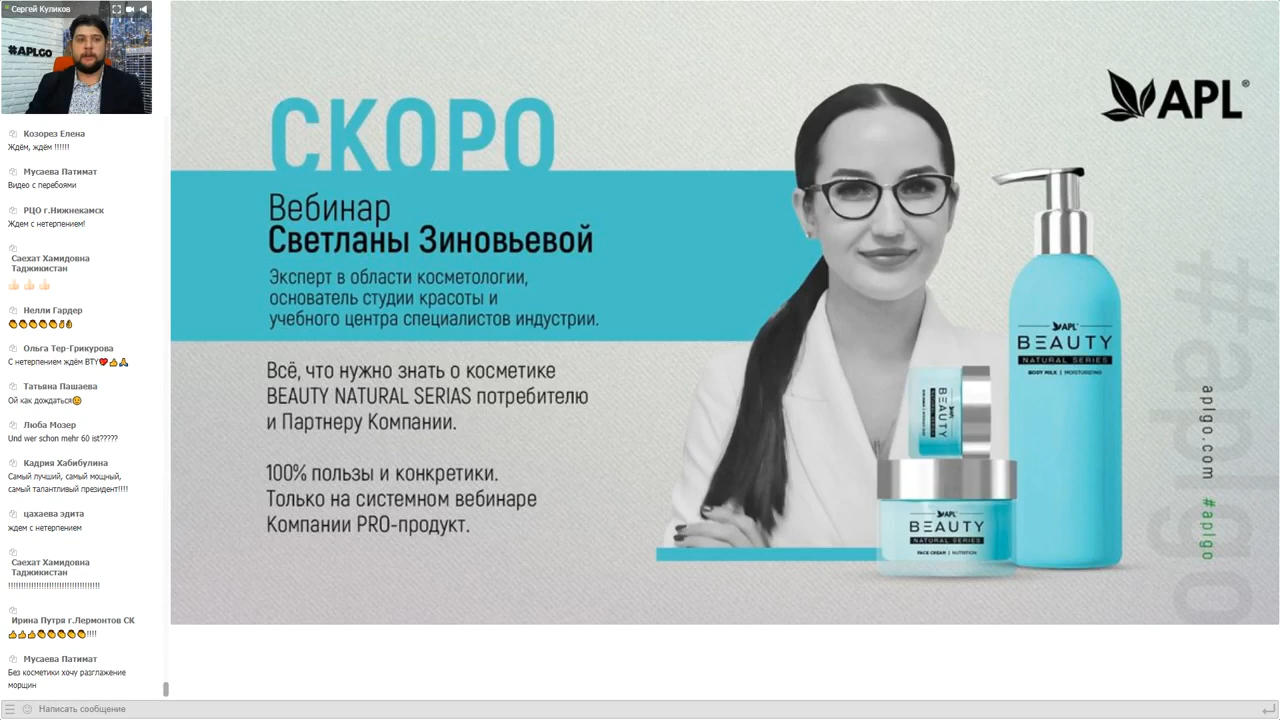 Сергей Куликов
#APLGO
Козорез Елена
Ждём, ждём !!!!!!
Мусаева Патимат
Видео с перебоями
РЦО г.Нижнекамск
Ждем с нетерпением!
Саехат Хамидовна
Таджикистан
👍🏻 👍🏻 👍🏻
Нелли Гардер
Ольга Тер-Грикурова
С нетерпением ждём BTY❤👍🙏
Татьяна Пашаева
Ой как дождаться
Люба Мозер
Und wer schon mehr 60 ist?????
Кадрия Хабибулина
Самый лучший, самый мощный,
самый талантливый президент!!!!
цахаева эдита
ждем с нетерпением
Саехат Хамидовна
Таджикистан
Ирина Путря г.Лермонтов СК
👍👍👍👏👏👏👏👏!!!!
Мусаева Патимат
Без косметики хочу разглажение
морщин
Написать сообщение
СКОРО
Вебинар
Светланы Зиновьевой
Эксперт в области косметологии,
основатель студии красоты и
учебного центра специалистов индустрии.
Всё, что нужно знать о косметике
BEAUTY NATURAL SERIAS потребителю
и Партнеру Компании.
100% пользы и конкретики.
Только на системном вебинаре
Компании PRO-продукт.
APL®
APL
BEAUTY
NATURAL SERIES
BODY MILK | MOISTURIZING
APL
BEAUTY
NATURAL SERIES
APL
BEAUTY
NATURAL SERIES
FACE CREAM | NUTRITION
aplgo.com #aplgo
#aplgo